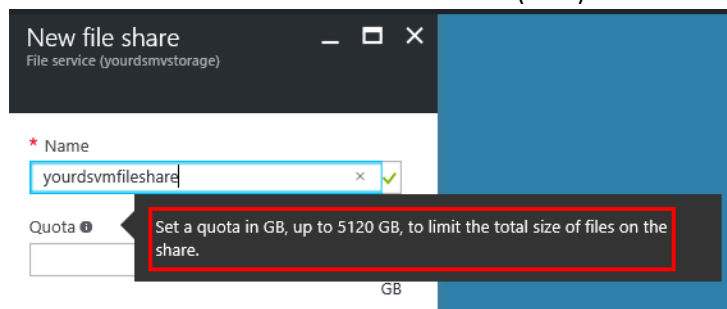 New file share
File service (yourdsmvstorage)
* Name
yourdsvmfileshare
Quota
Set a quota in GB, up to 5120 GB, to limit the total size of files on the
share.
GB